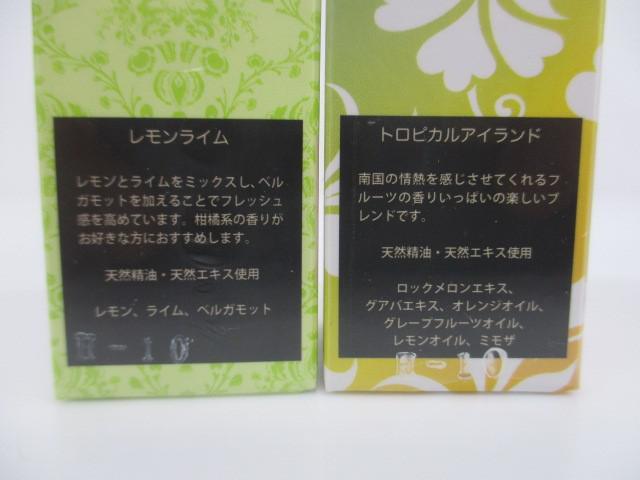 レモンライム
レモンとライムをミックスし、ベル
ガモットを加えることでフレッシュ
感を高めています。柑橘系の香りが
お好きな方におすすめします。
天然精油・天然エキス使用
レモン、ライム、ベルガモット
H-10
トロピカルアイランド
南国の情熱を感じさせてくれるフ
ルーツの香りいっぱいの楽しいブ
レンドです。
天然精油・天然エキス使用
ロックメロンエキス、
グアバエキス、オレンジオイル、
グレープフルーツオイル、
レモンオイル、ミモザ
H-10